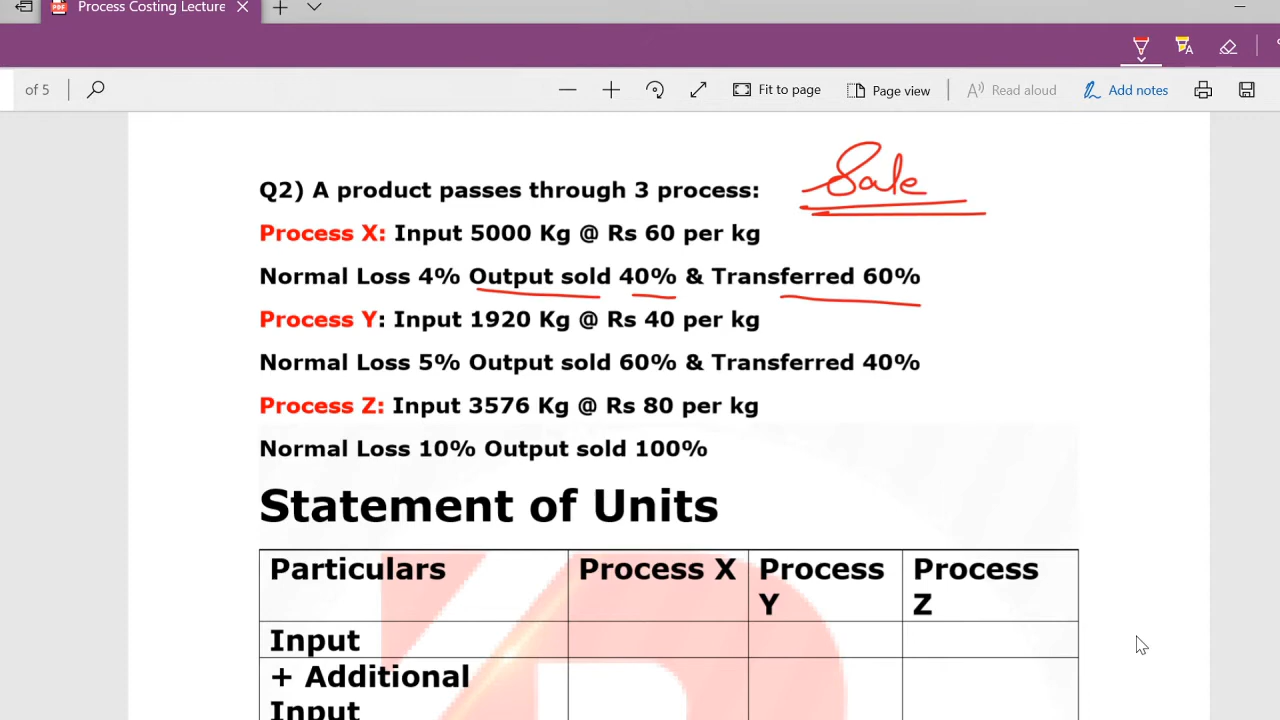 Process Costing Lecture
of 5
Fit to page
Page view
Read aloud
Add notes
Sale
Q2) A product passes through 3 process:
Process X: Input 5000 Kg @ Rs 60 per kg
Normal Loss 4% Output sold 40% & Transferred 60%
Process Y: Input 1920 Kg @ Rs 40 per kg
Normal Loss 5% Output sold 60% & Transferred 40%
Process Z: Input 3576 Kg @ Rs 80 per kg
Normal Loss 10% Output sold 100%
Statement of Units
Particulars
Process X
Process
Y
Process
Z
Input
+ Additional
Input